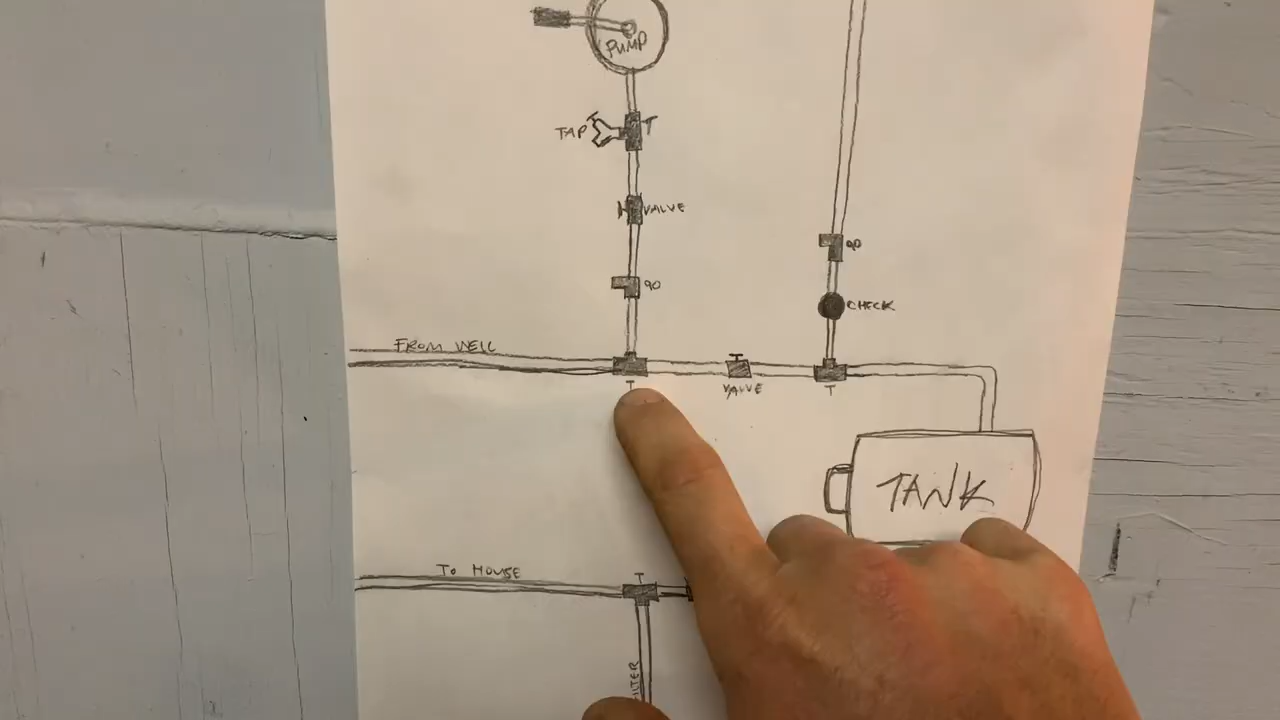 PUMP
TAP
T
VALVE
90
90
CHECK
FROM WELL
T
VALVE
T
TANK
TO HOUSE
T